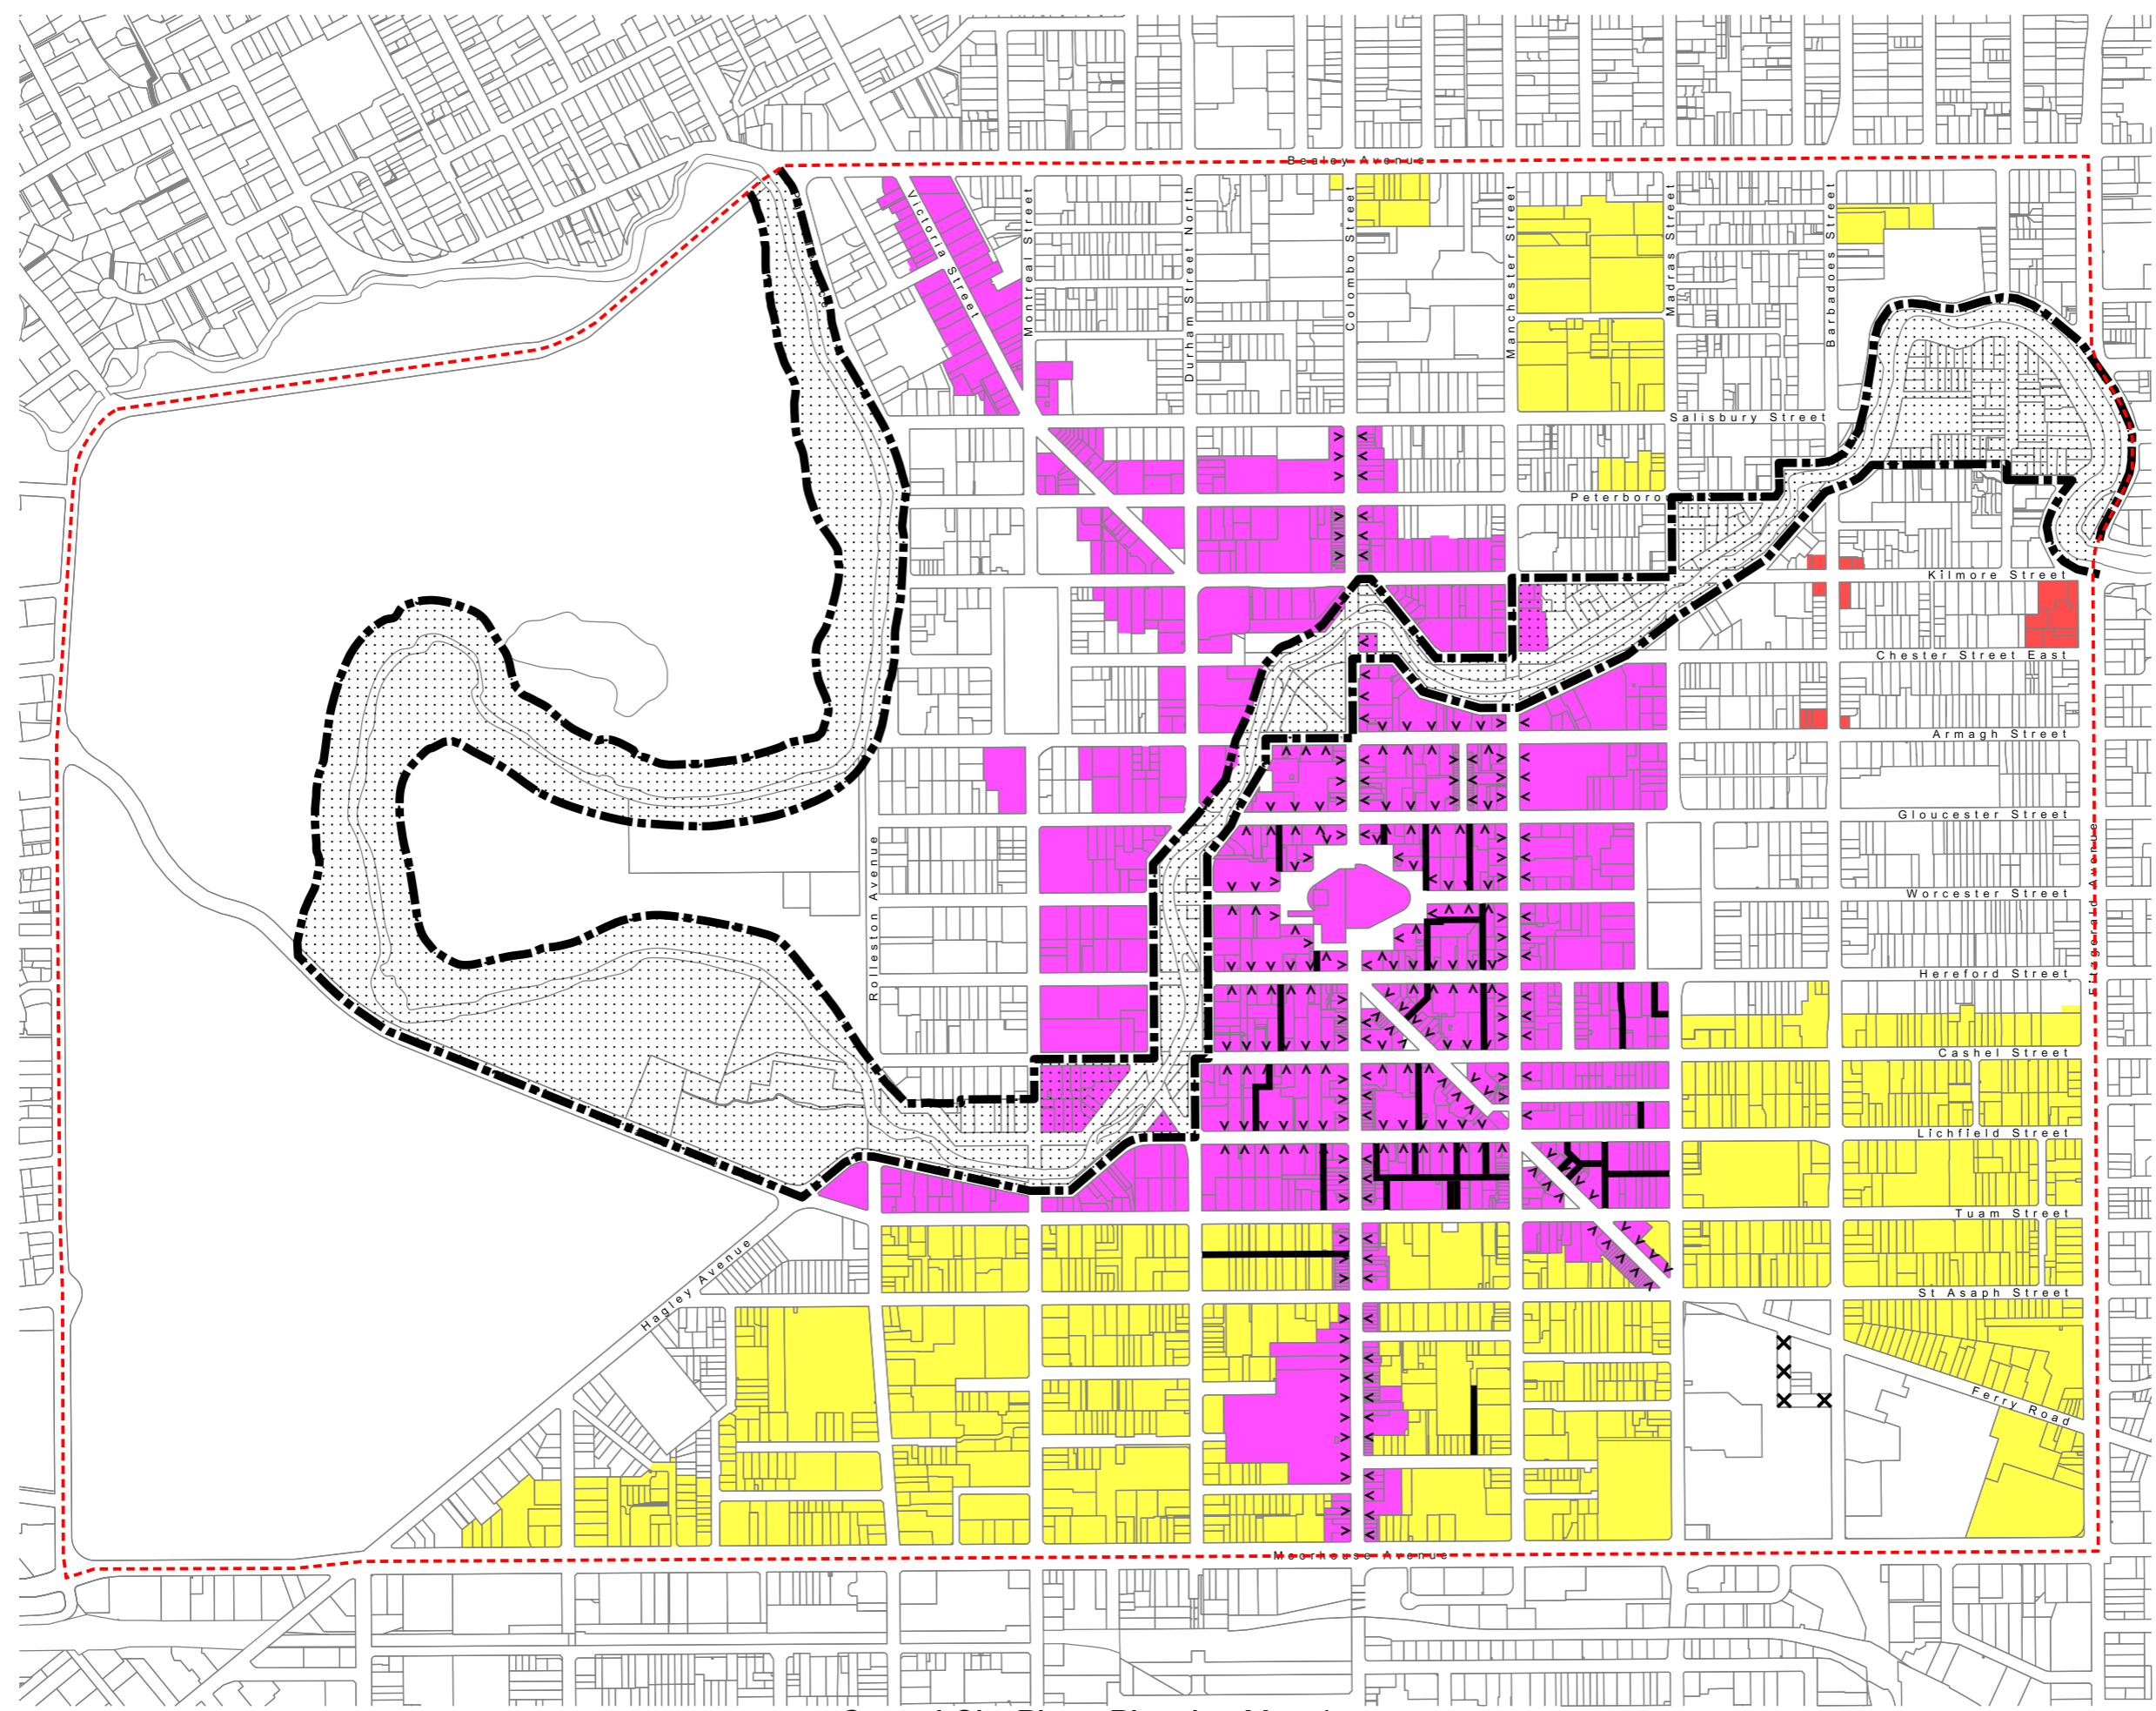 Bealey Avenue
Victoria Street
Montreal Street
Durham Street North
Colombo Street
Manchester Street
Madras Street
Barbadoes Street
Salisbury Street
Kilmore Street
Chester Street East
Armagh Street
Gloucester Street
Rolleston Avenue
Fitzgerald Avenue
Worcester Street
Hereford Street
Cashel Street
Lichfield Street
Tuam Street
Hagley Avenue
St Asaph Street
Ferry Road
Moorhouse Avenue